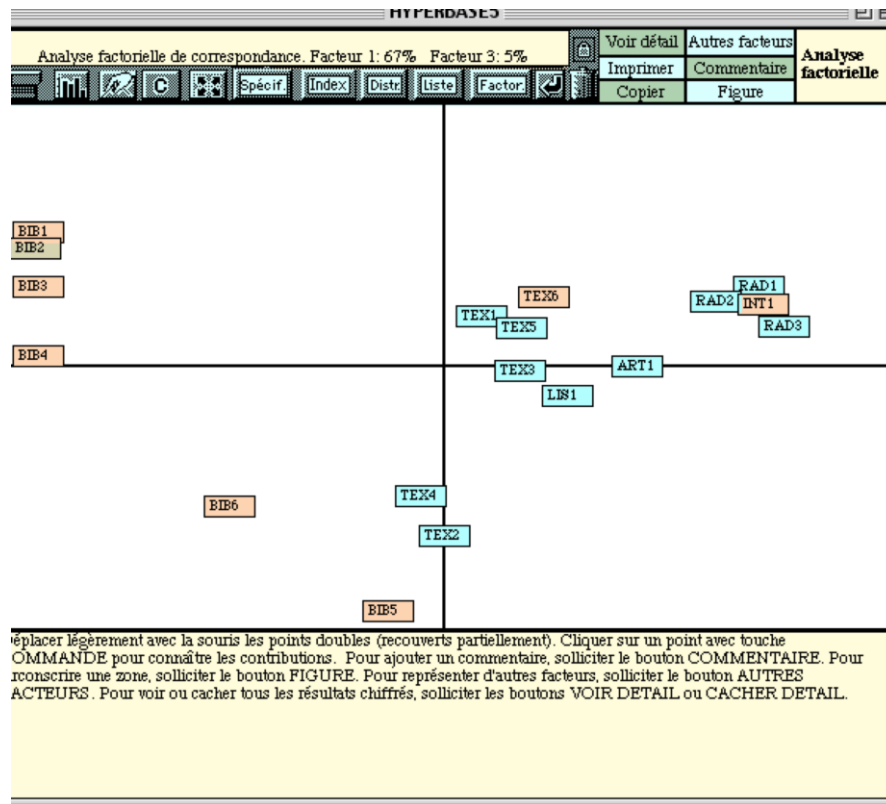 HYPERBASE5
Analyse factorielle de correspondance. Facteur 1: 67% Facteur 3: 5%
Voir détail
Autres facteurs
Analyse
factorielle
Imprimer
Commentaire
Copier
Figure
C
Spécif.
Index
Distr.
Liste
Factor.
BIB1
BIB2
BIB3
TEX6
RAD1
RAD2
INT1
TEX1
TEX5
RAD3
BIB4
TEX3
ART1
LIS1
BIB6
TEX4
TEX2
BIB5
éplacer légèrement avec la souris les points doubles (recouverts partiellement). Cliquer sur un point avec touche
OMMANDE pour connaître les contributions. Pour ajouter un commentaire, solliciter le bouton COMMENTAIRE. Pour
rconscrire une zone, solliciter le bouton FIGURE. Pour représenter d'autres facteurs, solliciter le bouton AUTRES
ACTEURS. Pour voir ou cacher tous les résultats chiffrés, solliciter les boutons VOIR DETAIL ou CACHER DETAIL.